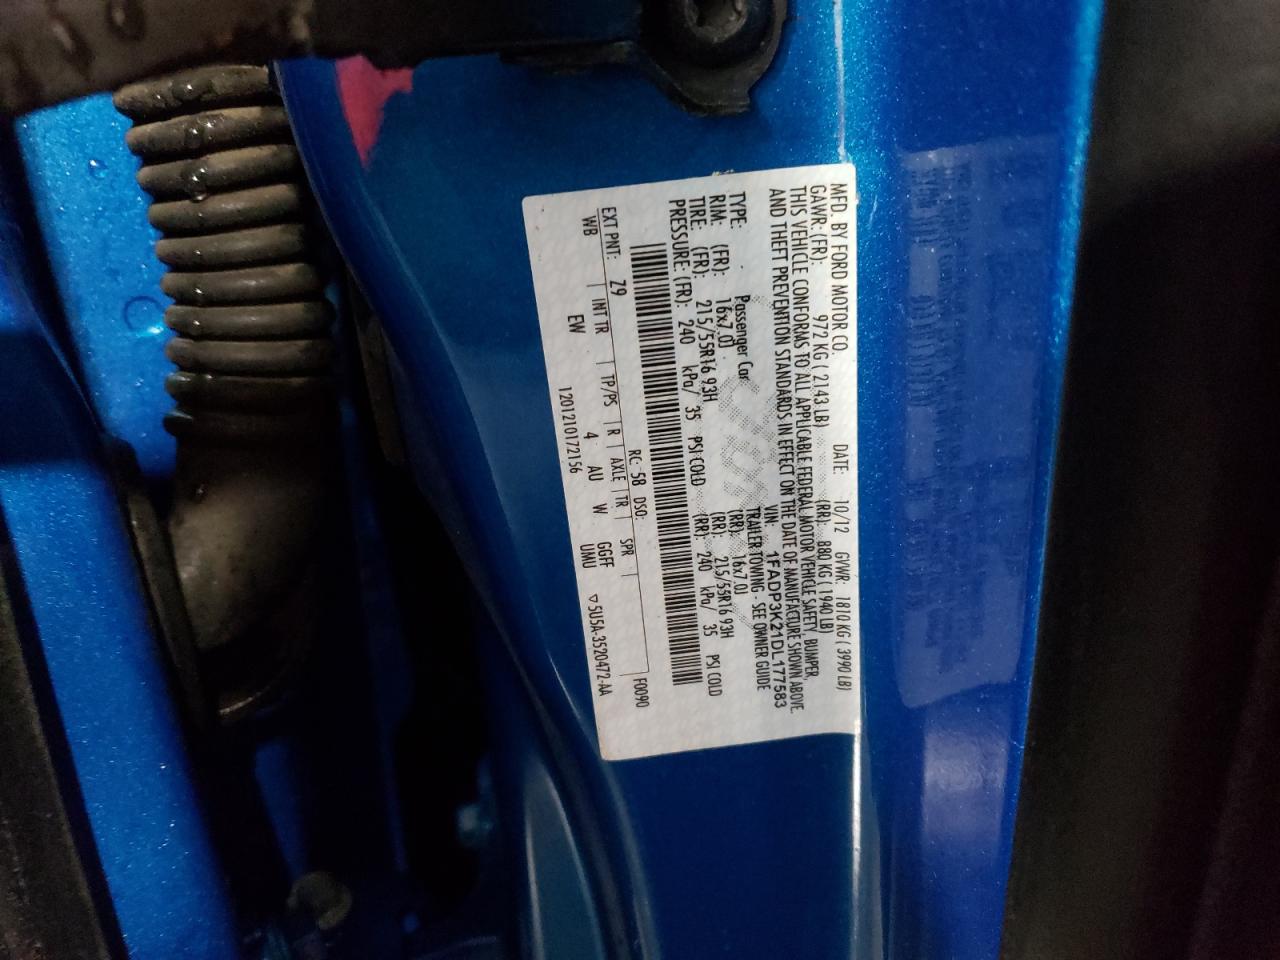 MFD. BY FORD MOTOR CO.
DATE: 10/12 GVWR: 1810 KG ( 3990 LB)
GAWR: (FR): 972 KG ( 2143 LB) (RR): 880 KG ( 1940 LB)
THIS VEHICLE CONFORMS TO ALL APPLICABLE FEDERAL MOTOR VEHICLE SAFETY, BUMPER,
AND THEFT PREVENTION STANDARDS IN EFFECT ON THE DATE OF MANUFACTURE SHOWN ABOVE.
VIN: 1FADP3K21DL177583
TYPE: Passenger Car TRAILER TOWING - SEE OWNER GUIDE
RIM: (FR): 16x7.0J (RR): 16x7.0J
TIRE: (FR): 215/55R16 93H (RR): 215/55R16 93H
PRESSURE: (FR): 240 kPa/ 35 PSI COLD (RR): 240 kPa/ 35 PSI COLD
RC: 58 DSO: F0090
EXT PNT: Z9
WB INT TR TP/PS R AXLE TR SPR
EW 4 AU W GGFF
UMU
1201210172156 5U5A-3520472-AA